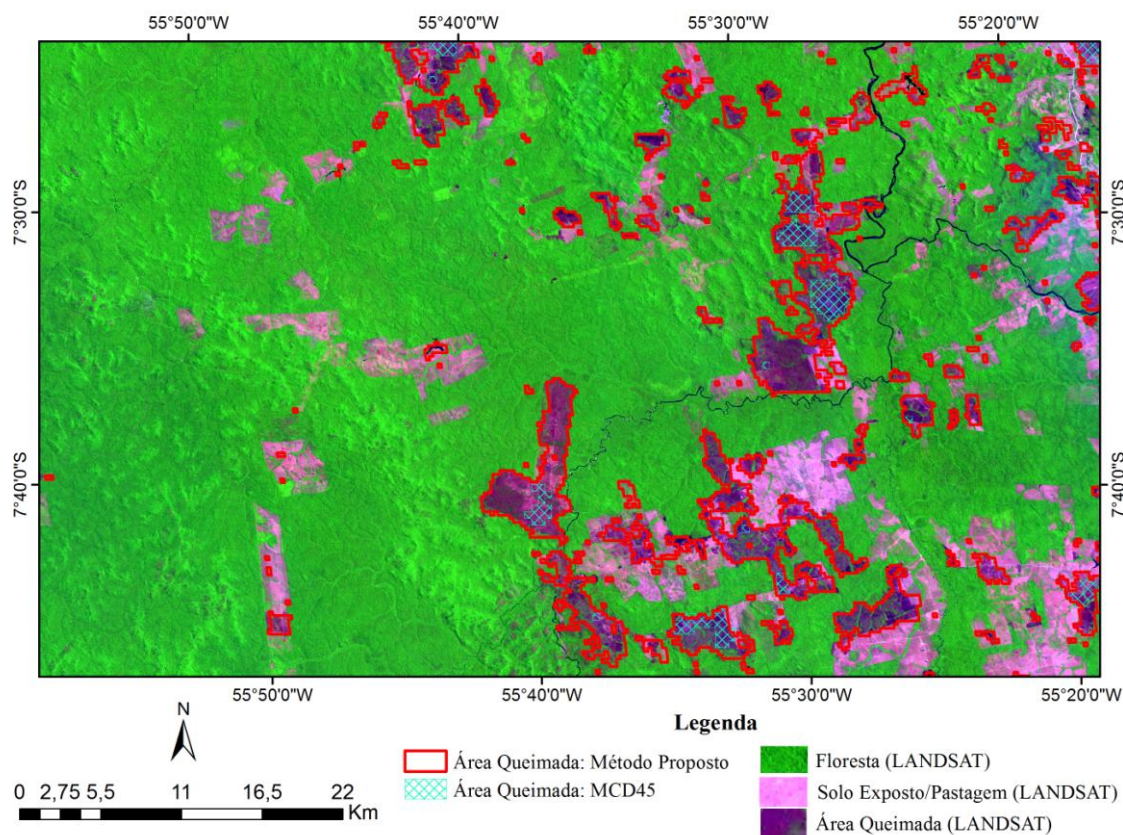 55°50'0"W 55°40'0"W 55°30'0"W 55°20'0"W
7°30'0"S 7°30'0"S
7°40'0"S 7°40'0"S
55°50'0"W 55°40'0"W 55°30'0"W 55°20'0"W
Legenda
N
Área Queimada: Método Proposto
Área Queimada: MCD45
Floresta (LANDSAT)
Solo Exposto/Pastagem (LANDSAT)
Área Queimada (LANDSAT)
0 2,75 5,5 11 16,5 22
Km